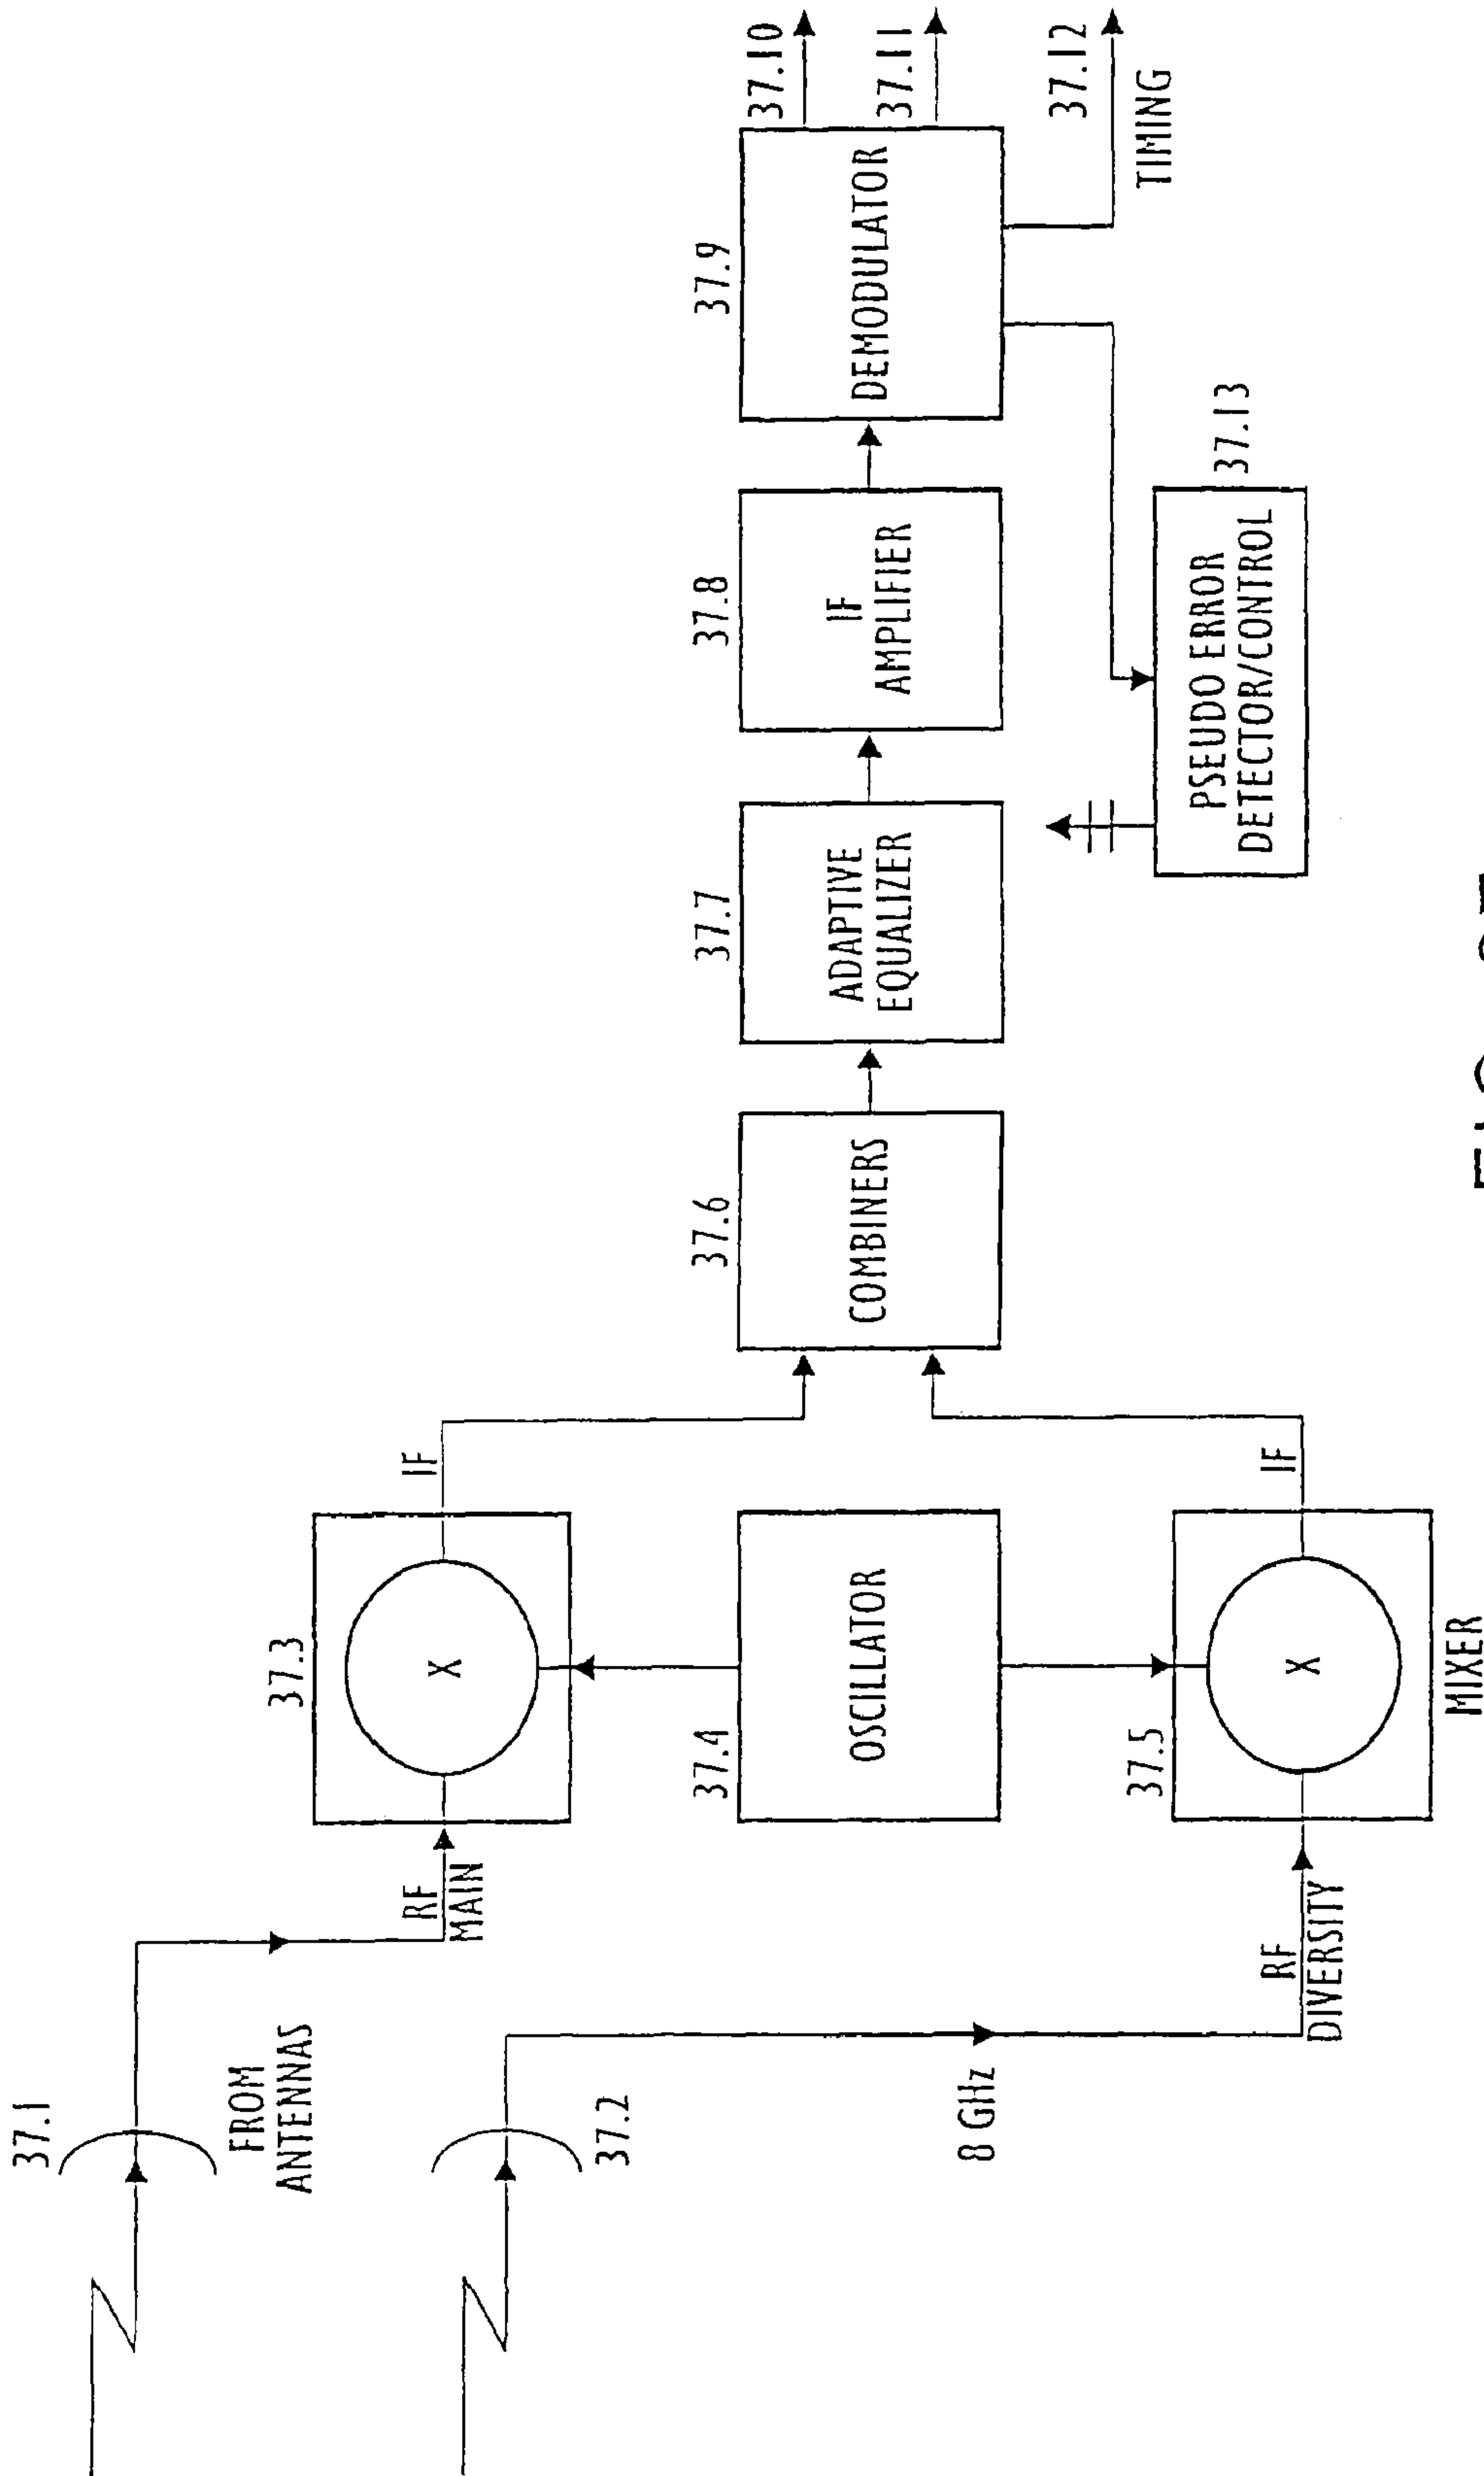 37.1
FROM
ANTENNAS
37.2
8 GHz
RF
MAIN
RF
DIVERSITY
37.3
X
IF
37.4
OSCILLATOR
37.5
X
IF
MIXER
37.6
COMBINERS
37.7
ADAPTIVE
EQUALIZER
37.8
IF
AMPLIFIER
37.9
DEMODULATOR
37.10
37.11
37.12
TIMING
37.13
PSEUDO ERROR
DETECTOR/CONTROL